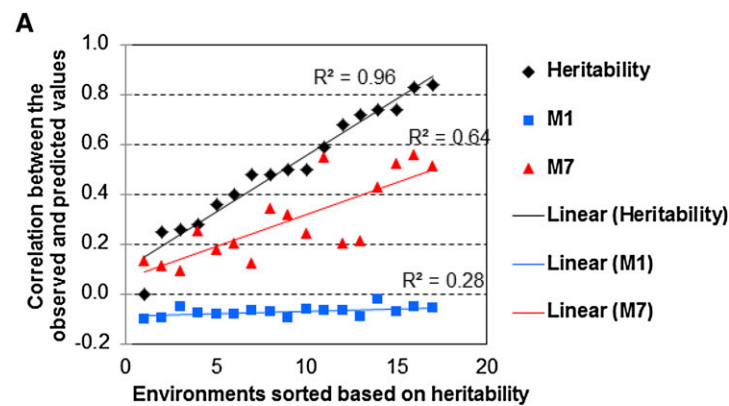 A
Correlation between the
observed and predicted values
1.0
0.8
0.6
0.4
0.2
0.0
-0.2
R² = 0.96
R² = 0.64
R² = 0.28
0 5 10 15 20
Environments sorted based on heritability
Heritability
M1
M7
Linear (Heritability)
Linear (M1)
Linear (M7)